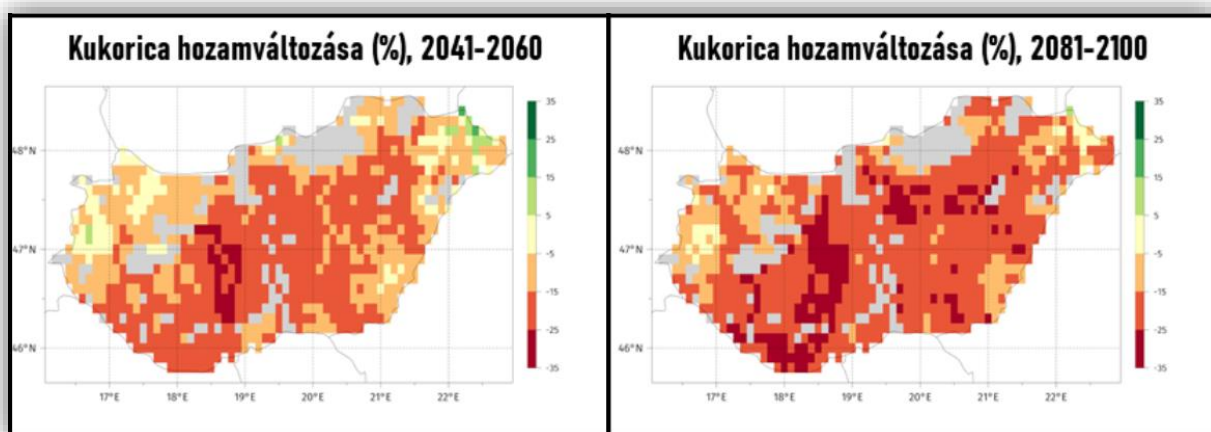 Kukorica hozamváltozása (%), 2041-2060
48°N
47°N
46°N
17°E 18°E 19°E 20°E 21°E 22°E
35
25
15
5
-5
-15
-25
-35
Kukorica hozamváltozása (%), 2081-2100
48°N
47°N
46°N
17°E 18°E 19°E 20°E 21°E 22°E
35
25
15
5
-5
-15
-25
-35